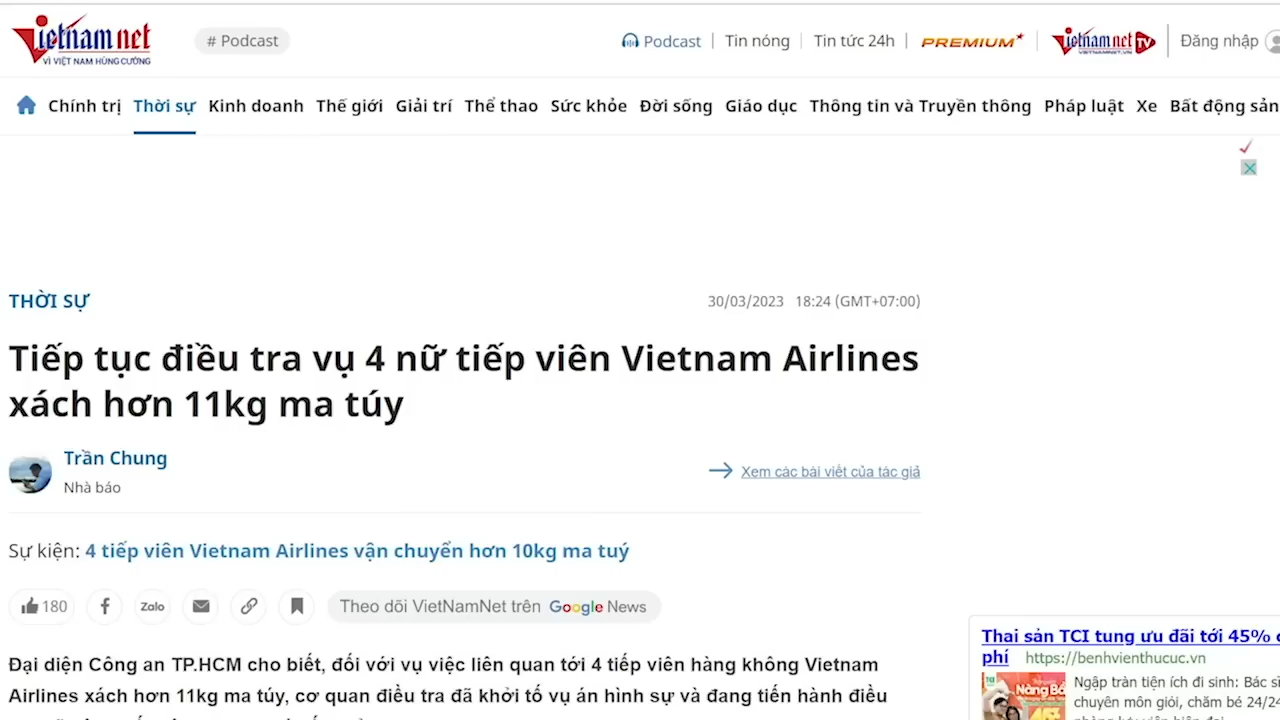 Vietnamnet
VÌ VIỆT NAM HÙNG CƯỜNG
# Podcast
Podcast
Tin nóng
Tin tức 24h
PREMIUM
Vietnamnet TV
VIETNAMNET.VN
Đăng nhập
Chính trị Thời sự Kinh doanh Thế giới Giải trí Thể thao Sức khỏe Đời sống Giáo dục Thông tin và Truyền thông Pháp luật Xe Bất động sản
THỜI SỰ
30/03/2023 18:24 (GMT+07:00)
Tiếp tục điều tra vụ 4 nữ tiếp viên Vietnam Airlines
xách hơn 11kg ma túy
Trần Chung
Nhà báo
Xem các bài viết của tác giả
Sự kiện: 4 tiếp viên Vietnam Airlines vận chuyển hơn 10kg ma tuý
180
Zalo
Theo dõi VietNamNet trên Google News
Đại diện Công an TP.HCM cho biết, đối với vụ việc liên quan tới 4 tiếp viên hàng không Vietnam
Airlines xách hơn 11kg ma túy, cơ quan điều tra đã khởi tố vụ án hình sự và đang tiến hành điều
Thai sản TCI tung ưu đãi tới 45%
phí https://benhvienthucuc.vn
Ngập tràn tiện ích đi sinh: Bác sĩ
chuyên môn giỏi, chăm bé 24/2